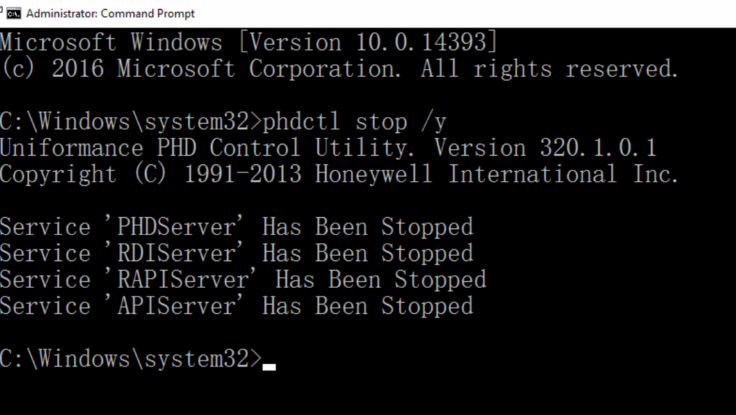 Administrator: Command Prompt
Microsoft Windows [Version 10.0.14393]
(c) 2016 Microsoft Corporation. All rights reserved.
C:\Windows\system32>phdctl stop /y
Uniformance PHD Control Utility. Version 320.1.0.1
Copyright (C) 1991-2013 Honeywell International Inc.
Service 'PHDServer' Has Been Stopped
Service 'RDIServer' Has Been Stopped
Service 'RAPIServer' Has Been Stopped
Service 'APIServer' Has Been Stopped
C:\Windows\system32>